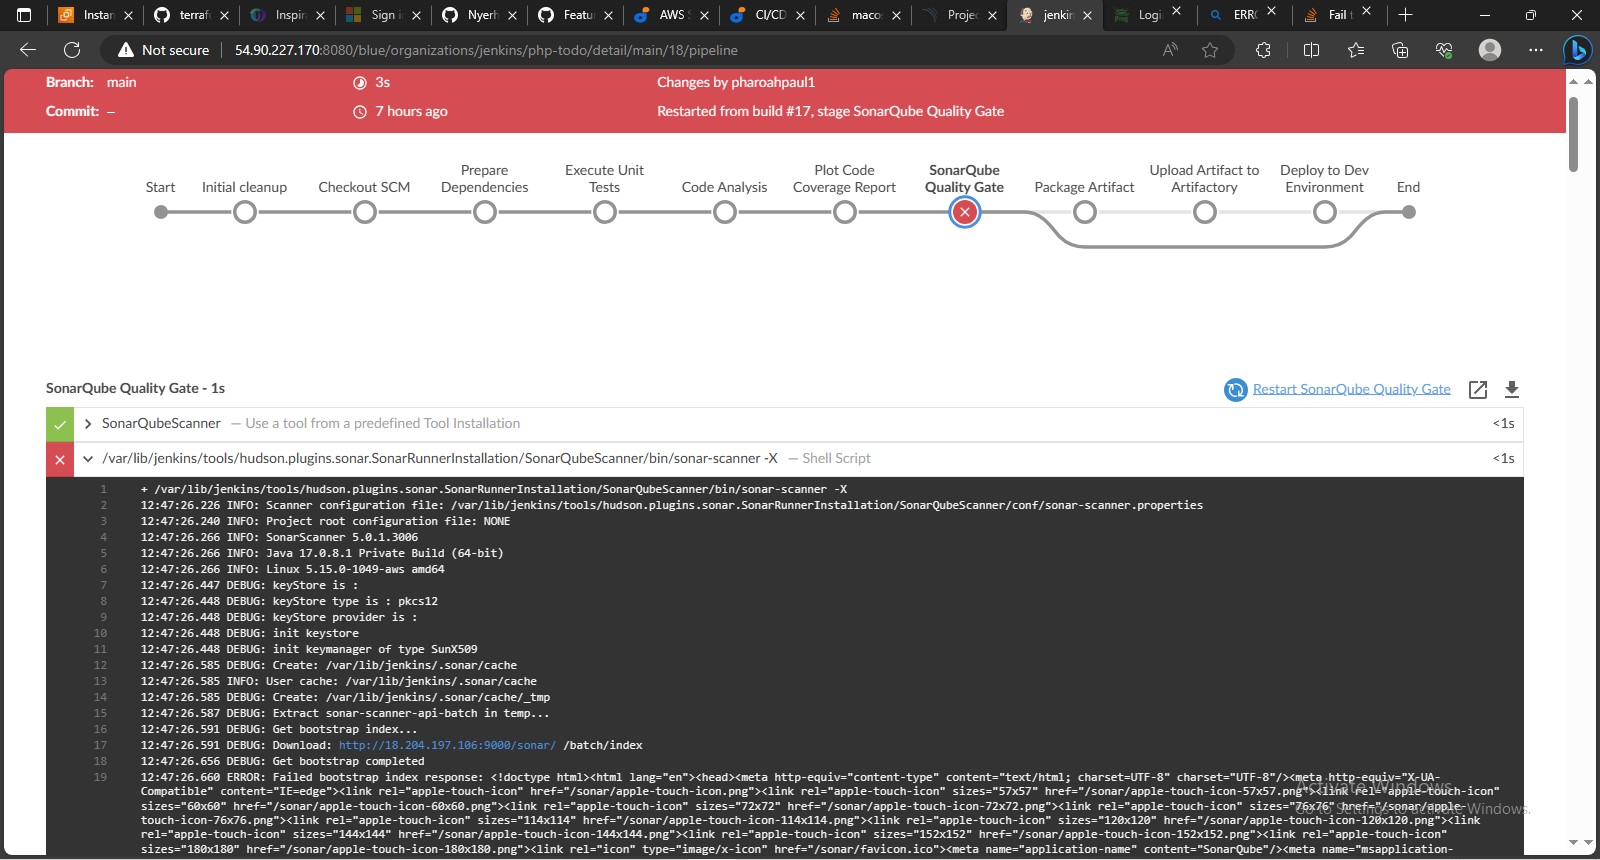 Instan
terraf
Inspir
Sign i
Nyerh
Featu
AWS S
CI/CD
macos
Projec
jenkin
Logi
ERR
Fail t
Not secure
54.90.227.170:8080/blue/organizations/jenkins/php-todo/detail/main/18/pipeline
Branch: main
3s
Changes by pharoahpaul1
Commit: –
7 hours ago
Restarted from build #17, stage SonarQube Quality Gate
Start
Initial cleanup
Checkout SCM
Prepare Dependencies
Execute Unit Tests
Code Analysis
Plot Code Coverage Report
SonarQube Quality Gate
Package Artifact
Upload Artifact to Artifactory
Deploy to Dev Environment
End
SonarQube Quality Gate - 1s
Restart SonarQube Quality Gate
SonarQubeScanner — Use a tool from a predefined Tool Installation <1s
/var/lib/jenkins/tools/hudson.plugins.sonar.SonarRunnerInstallation/SonarQubeScanner/bin/sonar-scanner -X — Shell Script <1s
1 + /var/lib/jenkins/tools/hudson.plugins.sonar.SonarRunnerInstallation/SonarQubeScanner/bin/sonar-scanner -X
2 12:47:26.226 INFO: Scanner configuration file: /var/lib/jenkins/tools/hudson.plugins.sonar.SonarRunnerInstallation/SonarQubeScanner/conf/sonar-scanner.properties
3 12:47:26.240 INFO: Project root configuration file: NONE
4 12:47:26.266 INFO: SonarScanner 5.0.1.3006
5 12:47:26.266 INFO: Java 17.0.8.1 Private Build (64-bit)
6 12:47:26.266 INFO: Linux 5.15.0-1049-aws amd64
7 12:47:26.447 DEBUG: keyStore is :
8 12:47:26.448 DEBUG: keyStore type is : pkcs12
9 12:47:26.448 DEBUG: keyStore provider is :
10 12:47:26.448 DEBUG: init keystore
11 12:47:26.448 DEBUG: init keymanager of type SunX509
12 12:47:26.585 DEBUG: Create: /var/lib/jenkins/.sonar/cache
13 12:47:26.585 INFO: User cache: /var/lib/jenkins/.sonar/cache
14 12:47:26.585 DEBUG: Create: /var/lib/jenkins/.sonar/cache/_tmp
15 12:47:26.587 DEBUG: Extract sonar-scanner-api-batch in temp...
16 12:47:26.591 DEBUG: Get bootstrap index...
17 12:47:26.591 DEBUG: Download: http://18.204.197.106:9000/sonar/ /batch/index
18 12:47:26.656 DEBUG: Get bootstrap completed
19 12:47:26.660 ERROR: Failed bootstrap index response: <!doctype html><html lang="en"><head><meta http-equiv="content-type" content="text/html; charset=UTF-8" charset="UTF-8"/><meta http-equiv="X-UA-
Compatible" content="IE=edge"><link rel="apple-touch-icon" href="/sonar/apple-touch-icon.png"><link rel="apple-touch-icon" sizes="57x57" href="/sonar/apple-touch-icon-57x57.png"><link rel="apple-touch-icon"
sizes="60x60" href="/sonar/apple-touch-icon-60x60.png"><link rel="apple-touch-icon" sizes="72x72" href="/sonar/apple-touch-icon-72x72.png"><link rel="apple-touch-icon" sizes="76x76" href="/sonar/apple-
touch-icon-76x76.png"><link rel="apple-touch-icon" sizes="114x114" href="/sonar/apple-touch-icon-114x114.png"><link rel="apple-touch-icon" sizes="120x120" href="/sonar/apple-touch-icon-120x120.png"><link
rel="apple-touch-icon" sizes="144x144" href="/sonar/apple-touch-icon-144x144.png"><link rel="apple-touch-icon" sizes="152x152" href="/sonar/apple-touch-icon-152x152.png"><link rel="apple-touch-icon"
sizes="180x180" href="/sonar/apple-touch-icon-180x180.png"><link rel="icon" type="image/x-icon" href="/sonar/favicon.ico"><meta name="application-name" content="SonarQube"/><meta name="msapplication-
Activate Windows
Go to Settings to activate Windows.